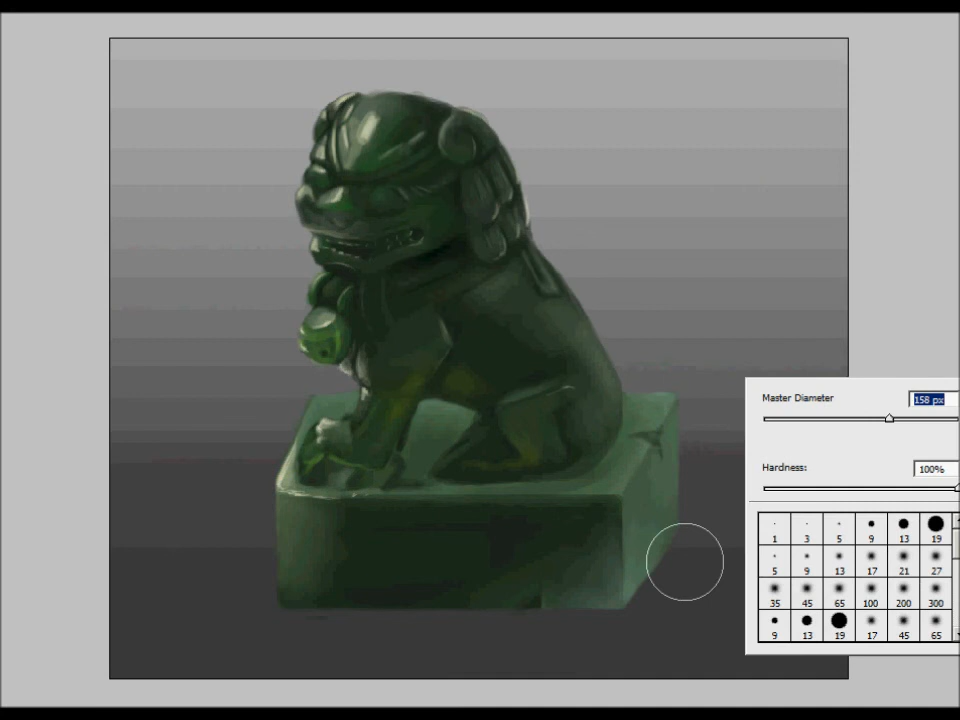 Master Diameter 158 px
Hardness: 100%
1 3 5 9 13 19
5 9 13 17 21 27
35 45 65 100 200 300
9 13 19 17 45 65